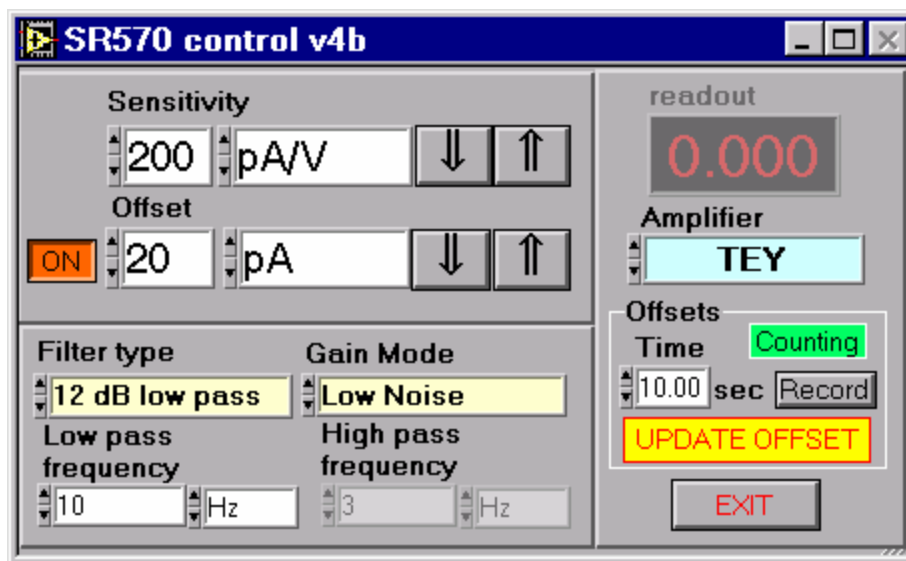 SR570 control v4b
Sensitivity
200 pA/V
Offset
ON 20 pA
Filter type
12 dB low pass
Gain Mode
Low Noise
Low pass
frequency
10 Hz
High pass
frequency
3 Hz
readout
0.000
Amplifier
TEY
Offsets
Time Counting
10.00 sec Record
UPDATE OFFSET
EXIT